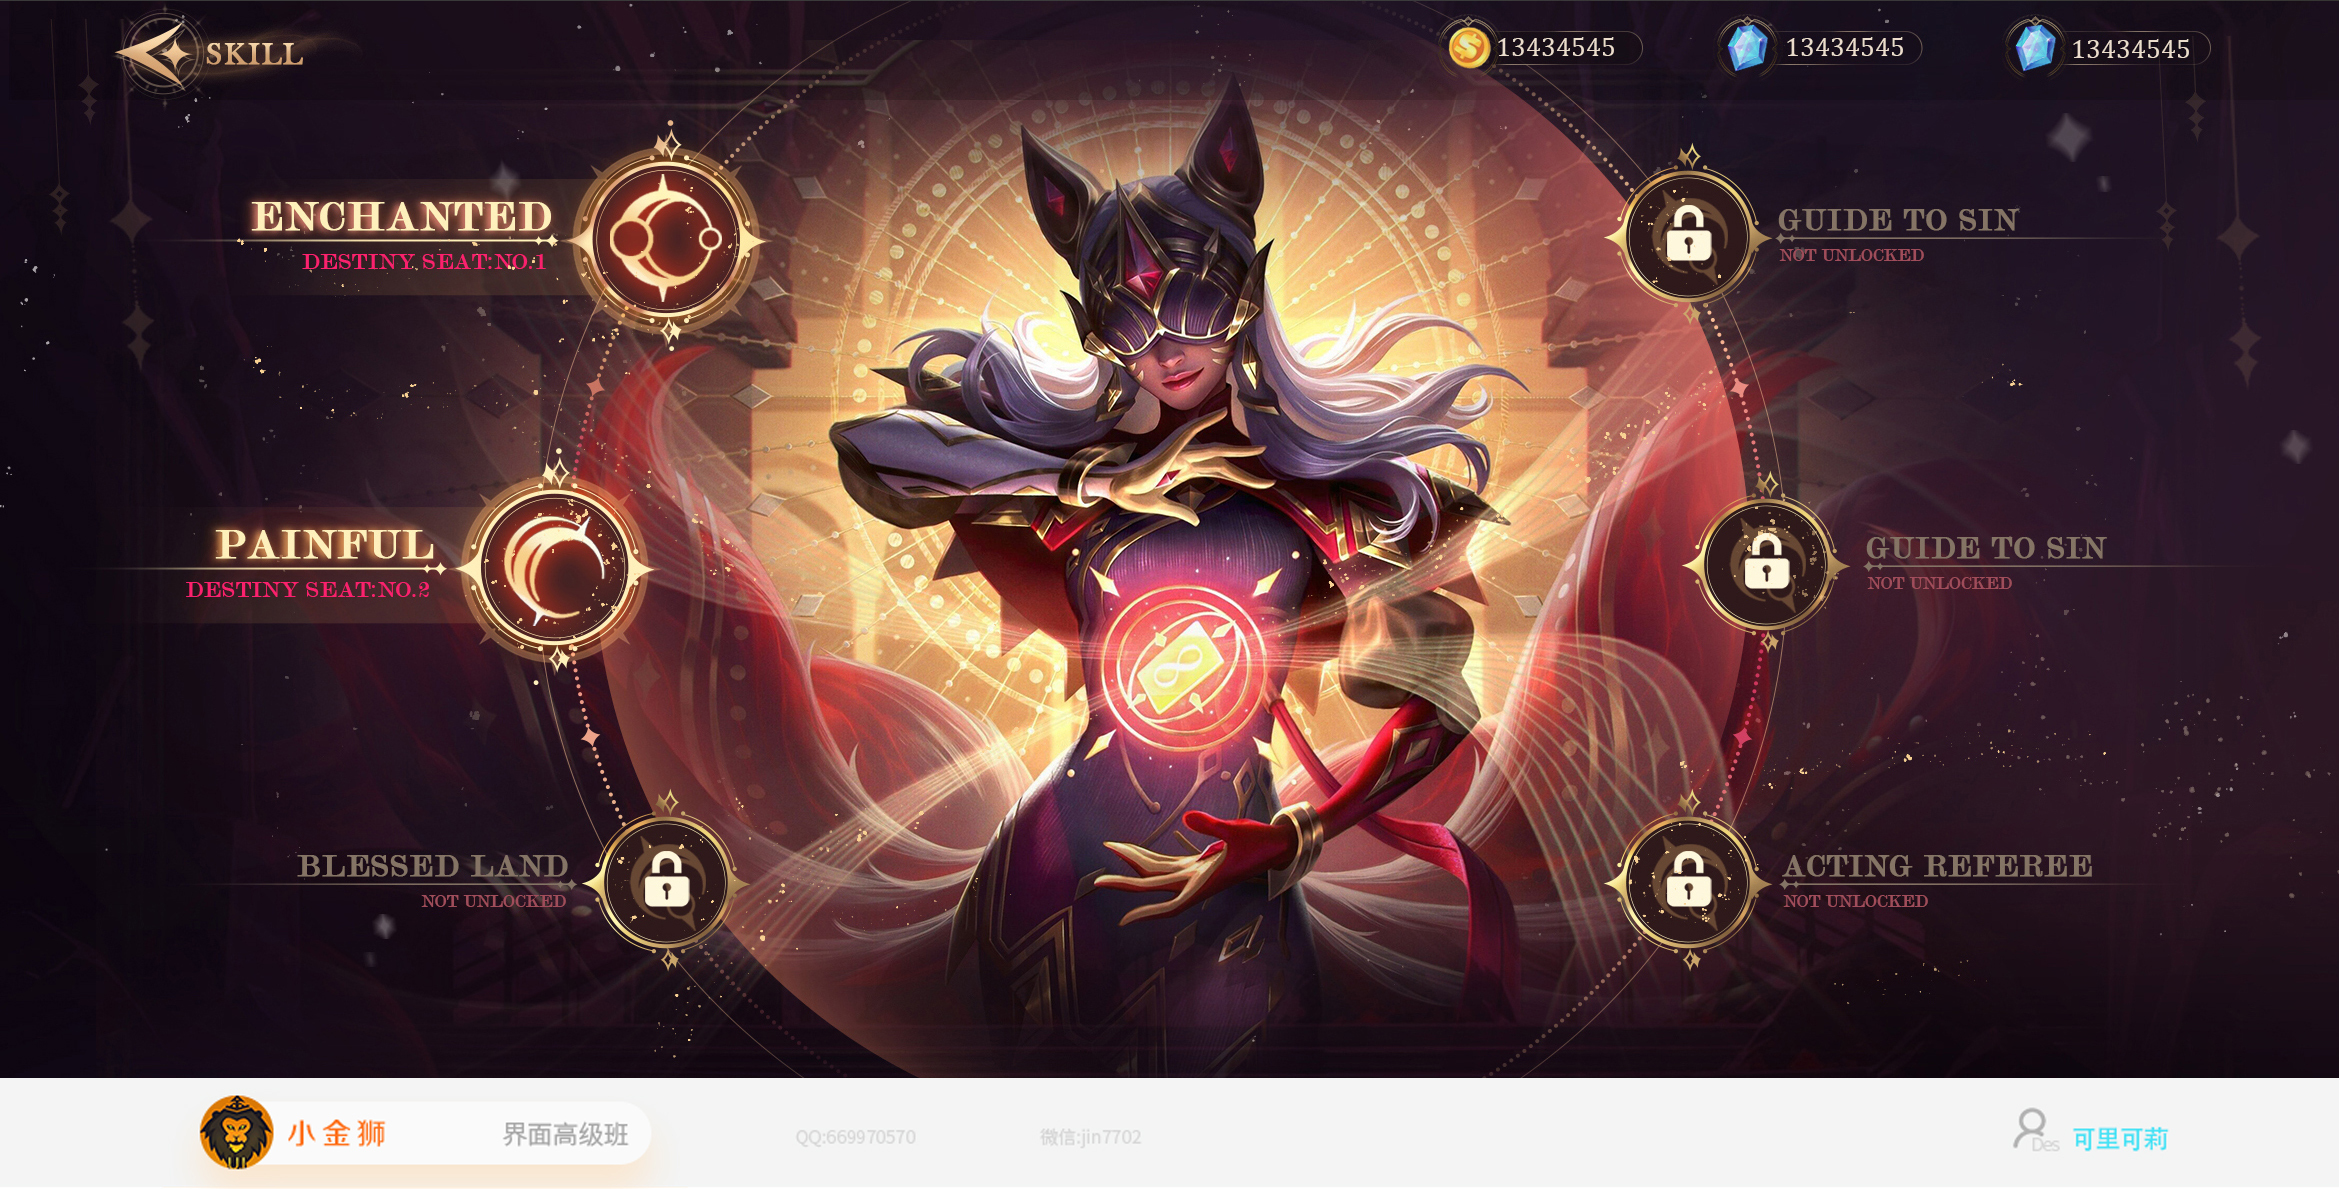 SKILL
13434545
13434545
13434545
ENCHANTED
DESTINY SEAT:NO.1
PAINFUL
DESTINY SEAT:NO.2
BLESSED LAND
NOT UNLOCKED
GUIDE TO SIN
NOT UNLOCKED
GUIDE TO SIN
NOT UNLOCKED
ACTING REFEREE
NOT UNLOCKED
小金狮
界面高级班
QQ:669970570
微信:jin7702
Des
可里可莉